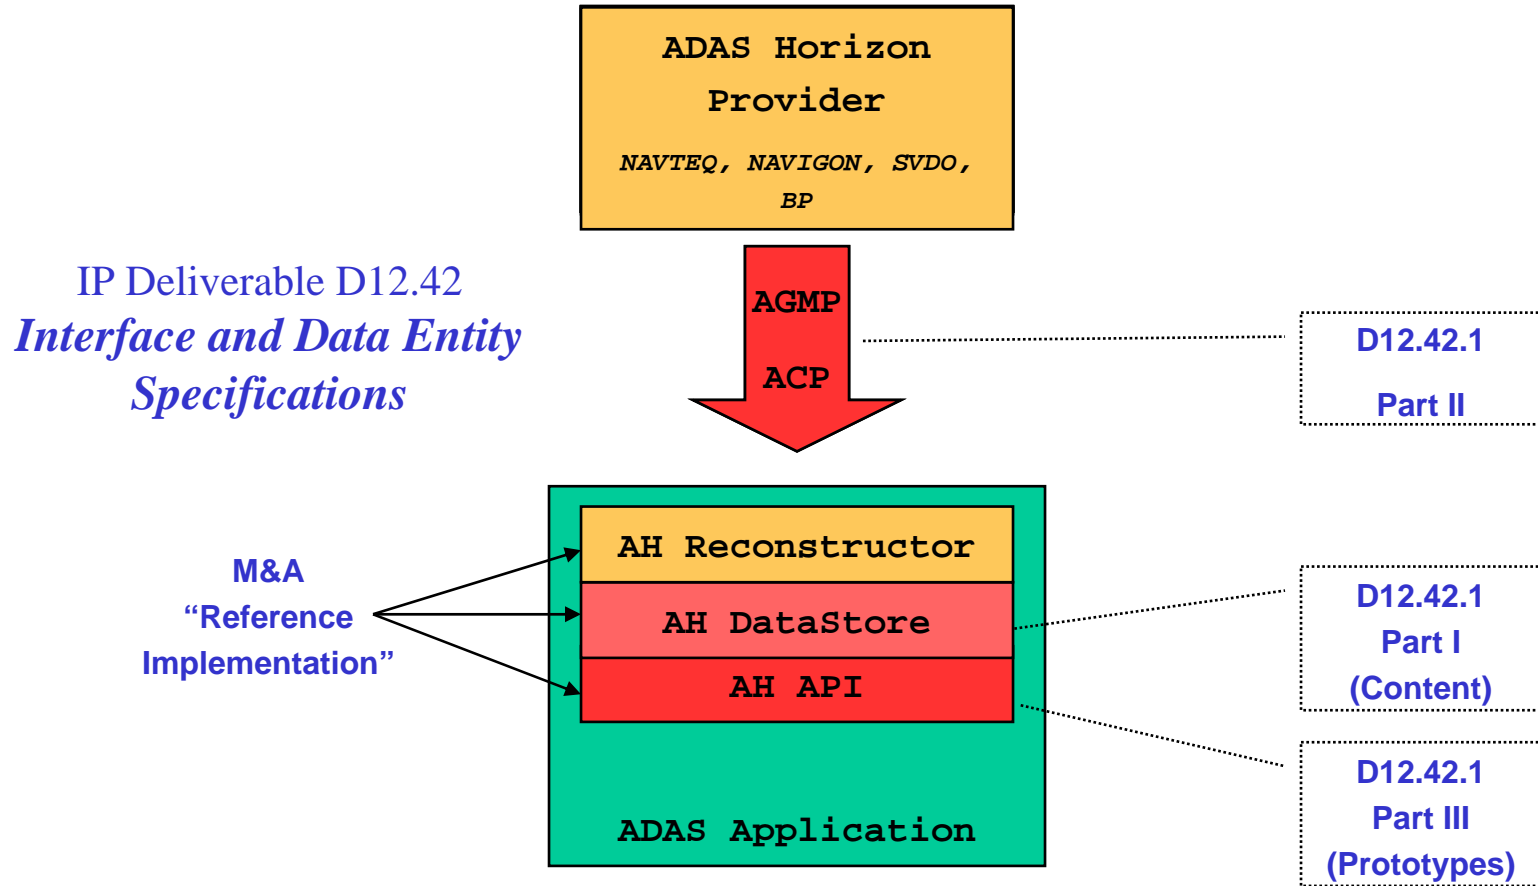 ADAS Horizon
Provider
NAVTEQ, NAVIGON, SVDO,
BP
IP Deliverable D12.42
Interface and Data Entity
Specifications
AGMP
ACP
D12.42.1
Part II
M&A
“Reference
Implementation”
AH Reconstructor
AH DataStore
AH API
ADAS Application
D12.42.1
Part I
(Content)
D12.42.1
Part III
(Prototypes)